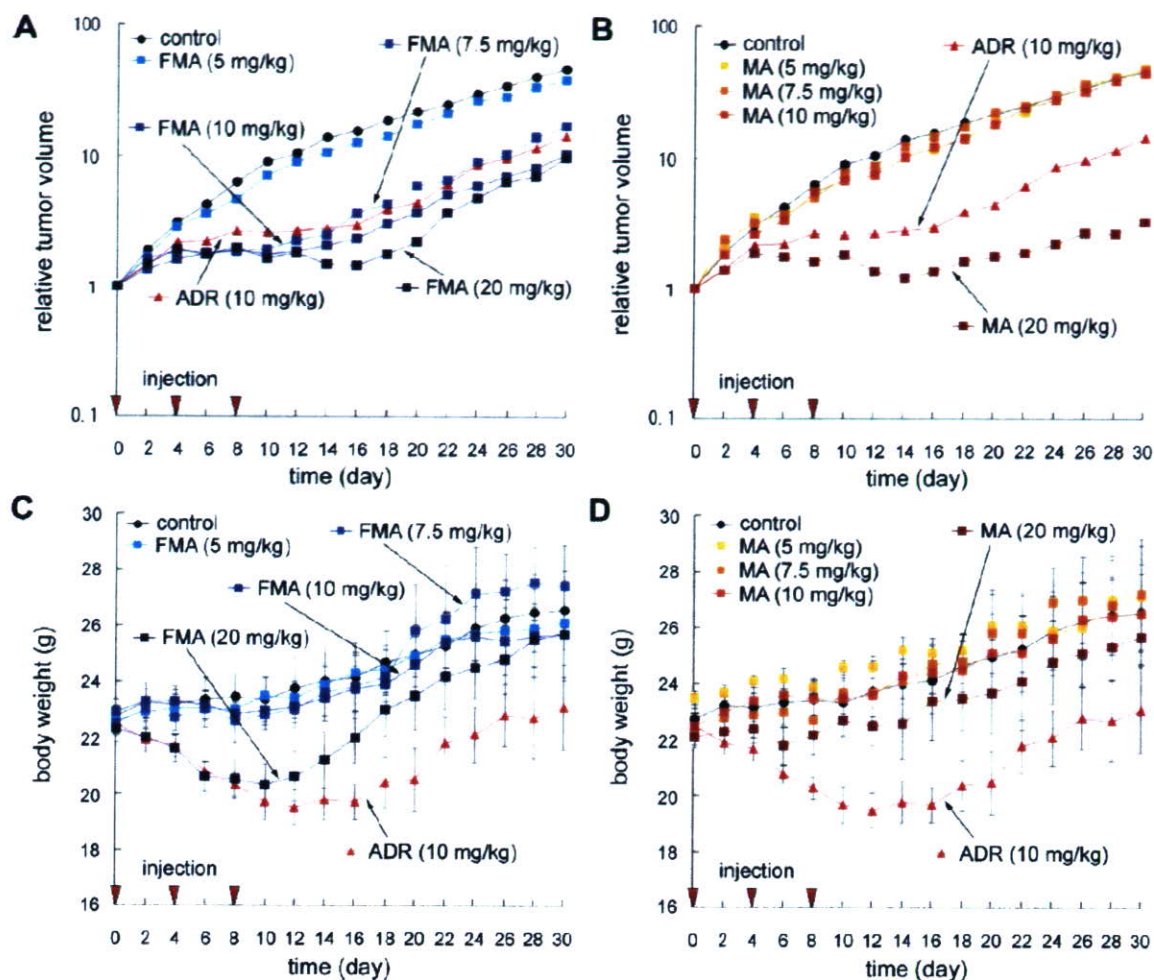 A
100
10
1
0.1
relative tumor volume
control
FMA (5 mg/kg)
FMA (7.5 mg/kg)
FMA (10 mg/kg)
ADR (10 mg/kg)
FMA (20 mg/kg)
injection
0 2 4 6 8 10 12 14 16 18 20 22 24 26 28 30
time (day)
B
100
10
1
0.1
relative tumor volume
control
MA (5 mg/kg)
MA (7.5 mg/kg)
MA (10 mg/kg)
ADR (10 mg/kg)
MA (20 mg/kg)
injection
0 2 4 6 8 10 12 14 16 18 20 22 24 26 28 30
time (day)
C
30
28
26
24
22
20
18
16
body weight (g)
control
FMA (5 mg/kg)
FMA (7.5 mg/kg)
FMA (10 mg/kg)
FMA (20 mg/kg)
ADR (10 mg/kg)
injection
0 2 4 6 8 10 12 14 16 18 20 22 24 26 28 30
time (day)
D
30
28
26
24
22
20
18
16
body weight (g)
control
MA (5 mg/kg)
MA (7.5 mg/kg)
MA (10 mg/kg)
MA (20 mg/kg)
ADR (10 mg/kg)
injection
0 2 4 6 8 10 12 14 16 18 20 22 24 26 28 30
time (day)